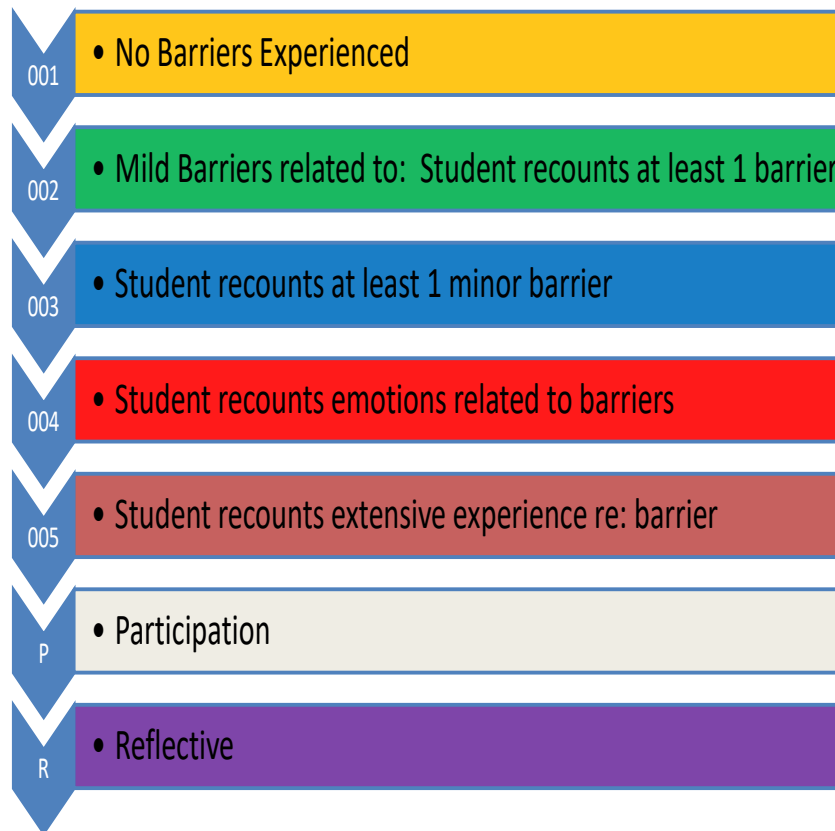 001
• No Barriers Experienced
002
• Mild Barriers related to:  Student recounts at least 1 barrier
003
• Student recounts at least 1 minor barrier
004
• Student recounts emotions related to barriers
005
• Student recounts extensive experience re: barrier
P
• Participation
R
• Reflective